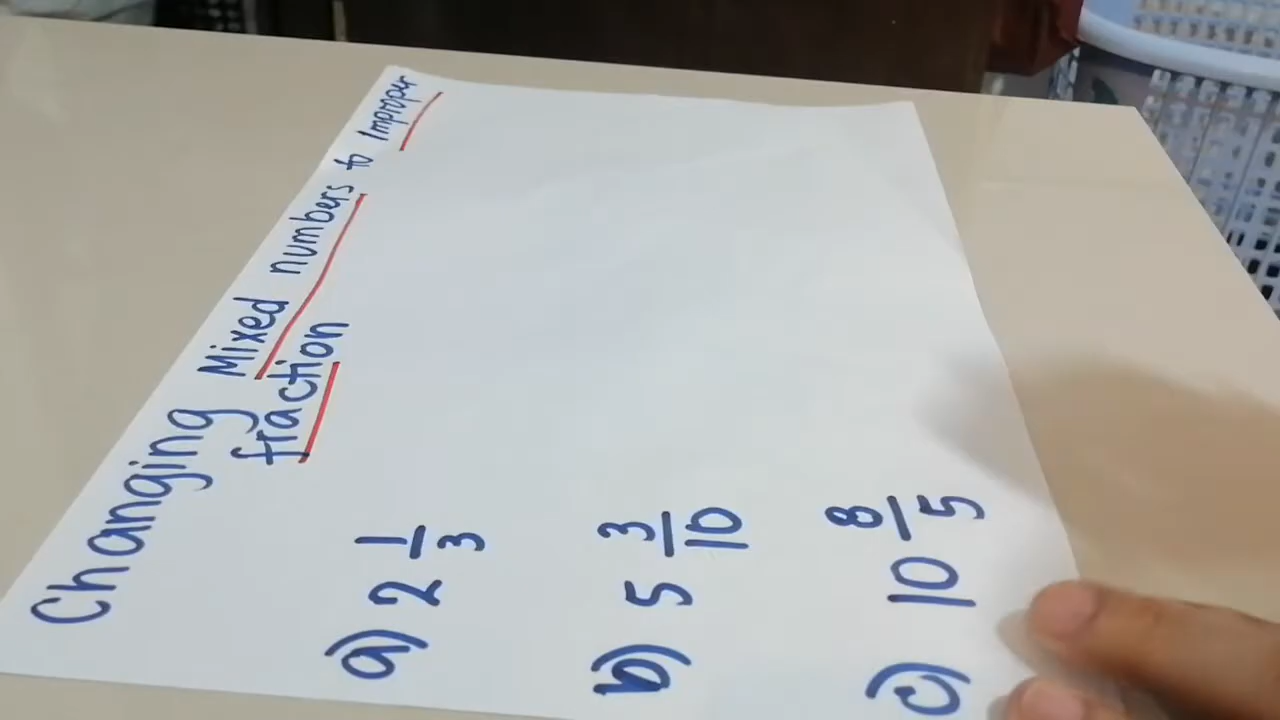 Changing Mixed numbers to Improper
fraction
a) 2 1/3
b) 5 3/10
c) 10 8/5